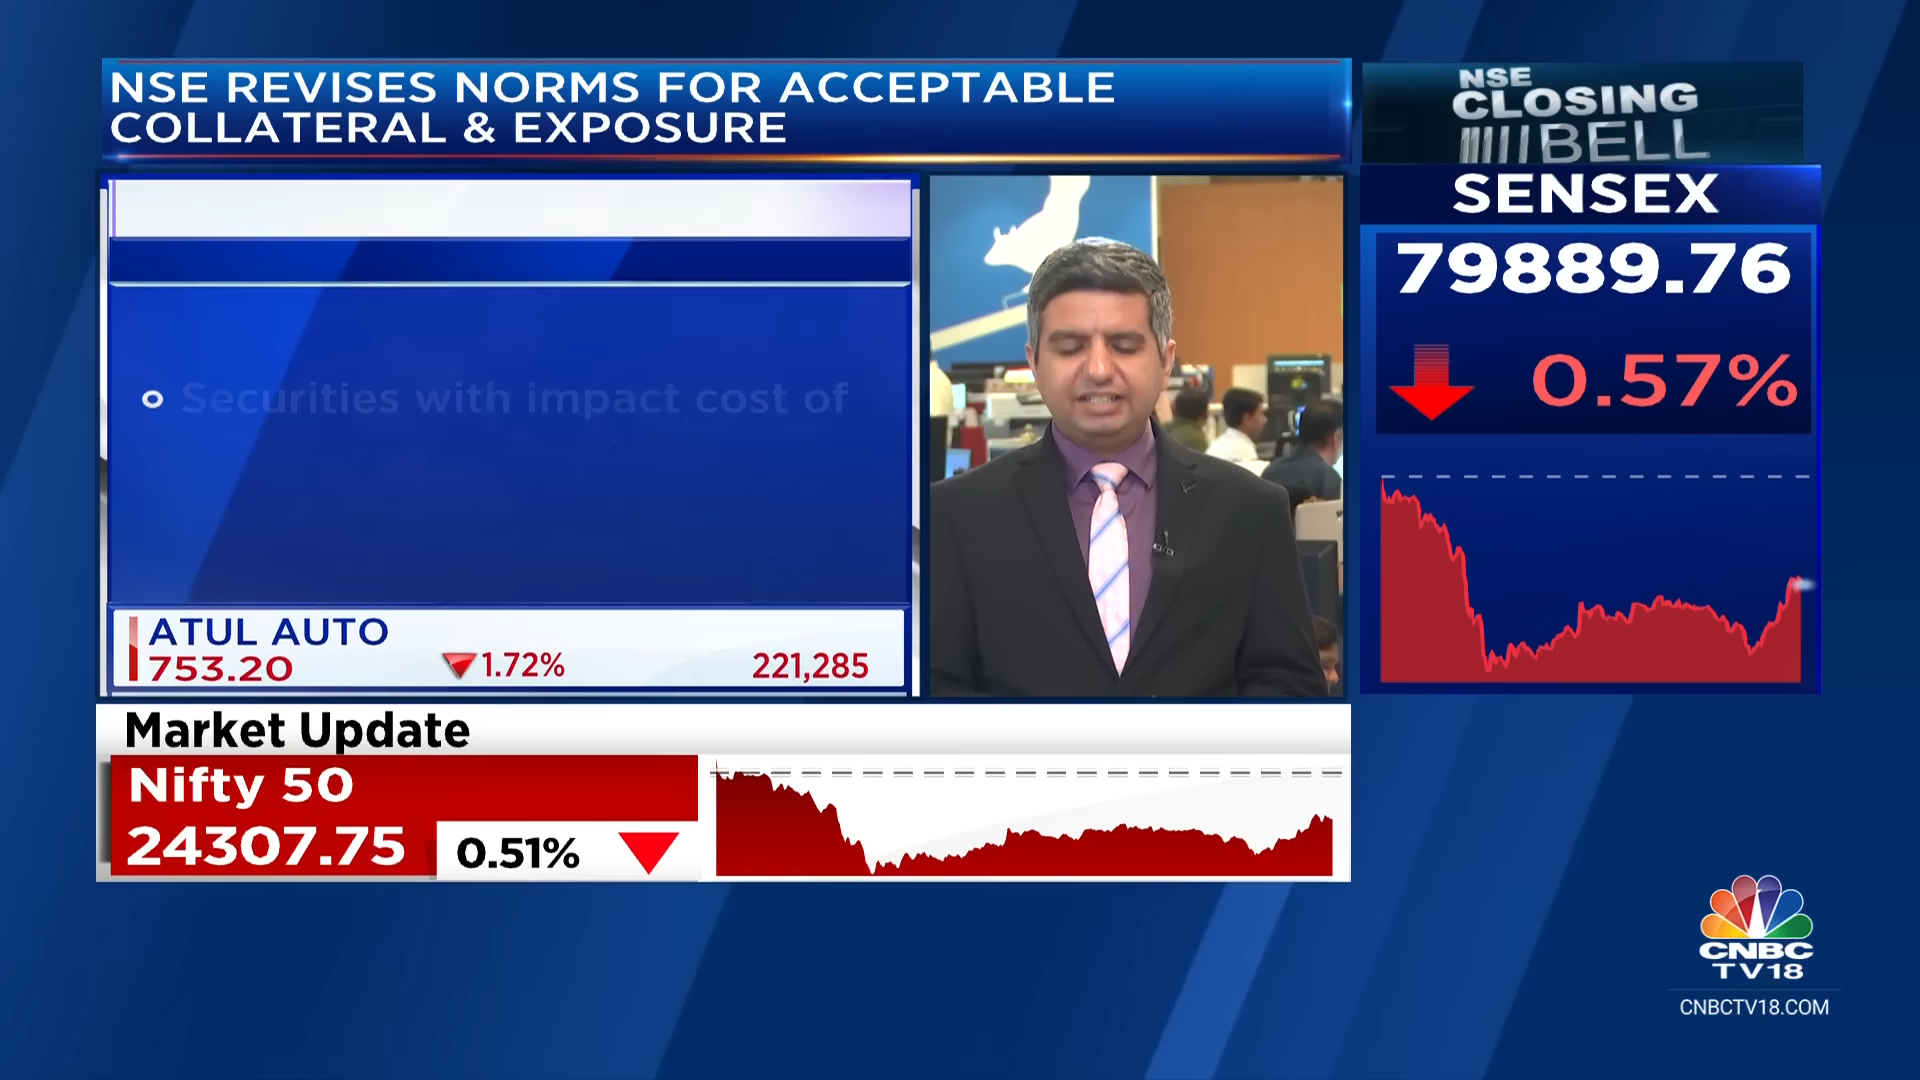 NSE REVISES NORMS FOR ACCEPTABLE
COLLATERAL & EXPOSURE
NSE
CLOSING
BELL
SENSEX
79889.76
0.57%
Securities with impact cost of
ATUL AUTO
753.20
1.72%
221,285
Market Update
Nifty 50
24307.75
0.51%
CNBC
TV18
CNBCTV18.COM